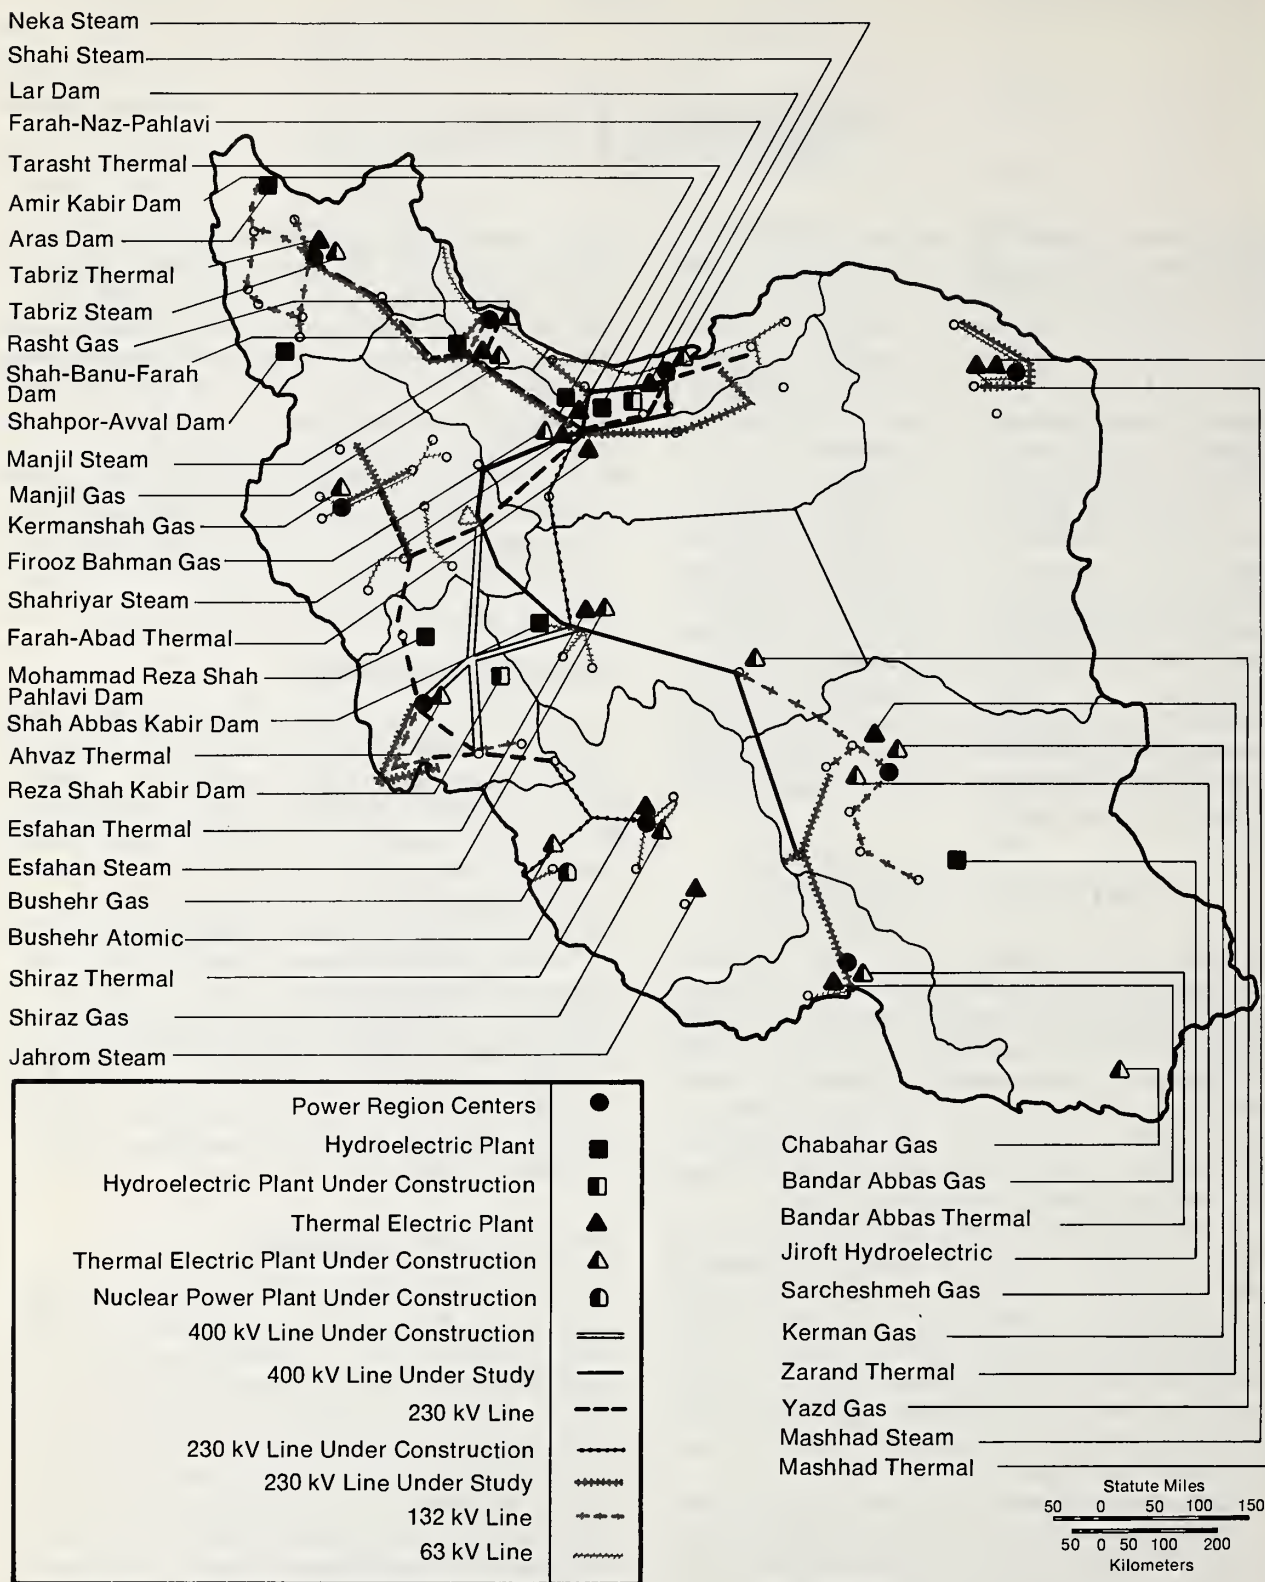 Neka Steam
Shahi Steam
Lar Dam
Farah-Naz-Pahlavi
Tarasht Thermal
Amir Kabir Dam
Aras Dam
Tabriz Thermal
Tabriz Steam
Rasht Gas
Shah-Banu-Farah
Dam
Shahpor-Avval Dam
Manjil Steam
Manjil Gas
Kermanshah Gas
Firooz Bahman Gas
Shahriyar Steam
Farah-Abad Thermal
Mohammad Reza Shah
Pahlavi Dam
Shah Abbas Kabir Dam
Ahvaz Thermal
Reza Shah Kabir Dam
Esfahan Thermal
Esfahan Steam
Bushehr Gas
Bushehr Atomic
Shiraz Thermal
Shiraz Gas
Jahrom Steam
Power Region Centers
Hydroelectric Plant
Hydroelectric Plant Under Construction
Thermal Electric Plant
Thermal Electric Plant Under Construction
Nuclear Power Plant Under Construction
400 kV Line Under Construction
400 kV Line Under Study
230 kV Line
230 kV Line Under Construction
230 kV Line Under Study
132 kV Line
63 kV Line
Chabahar Gas
Bandar Abbas Gas
Bandar Abbas Thermal
Jiroft Hydroelectric
Sarcheshmeh Gas
Kerman Gas
Zarand Thermal
Yazd Gas
Mashhad Steam
Mashhad Thermal
Statute Miles
50 0 50 100 150
50 0 50 100 200
Kilometers